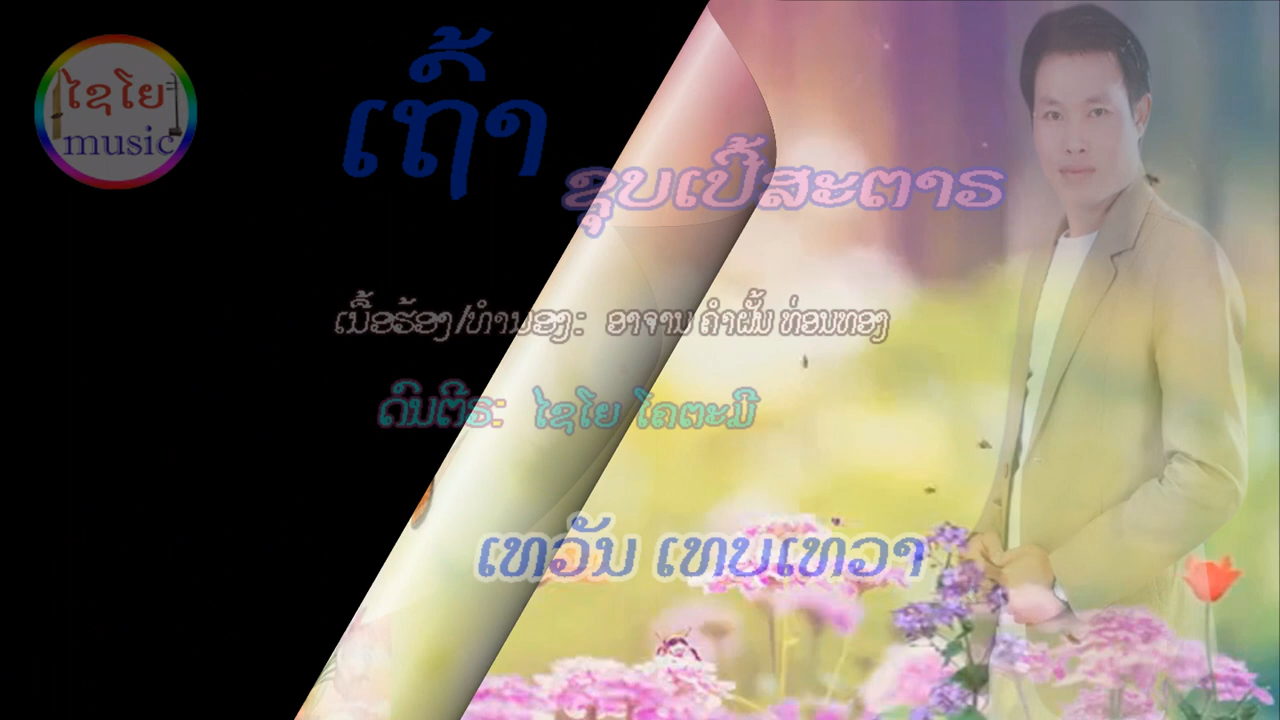 ໄຊໂຍ
music
ເຖົ້າ
ຊຸບເປີ້ສະຕາຣ
ເນື້ອຮ້ອງ/ທຳນອງ: ອາຈານ ຄຳຝັ້ນ ທ່ອນທອງ
ດົນຕີຣ: ໄຊໂຍ ໂຄຕະມີ
ເທວັນ ເທບເທວາ